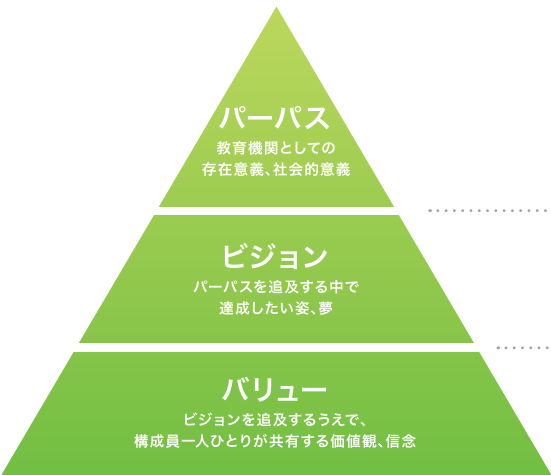 パーパス
教育機関としての
存在意義、社会的意義
ビジョン
パーパスを追及する中で
達成したい姿、夢
バリュー
ビジョンを追及するうえで、
構成員一人ひとりが共有する価値観、信念